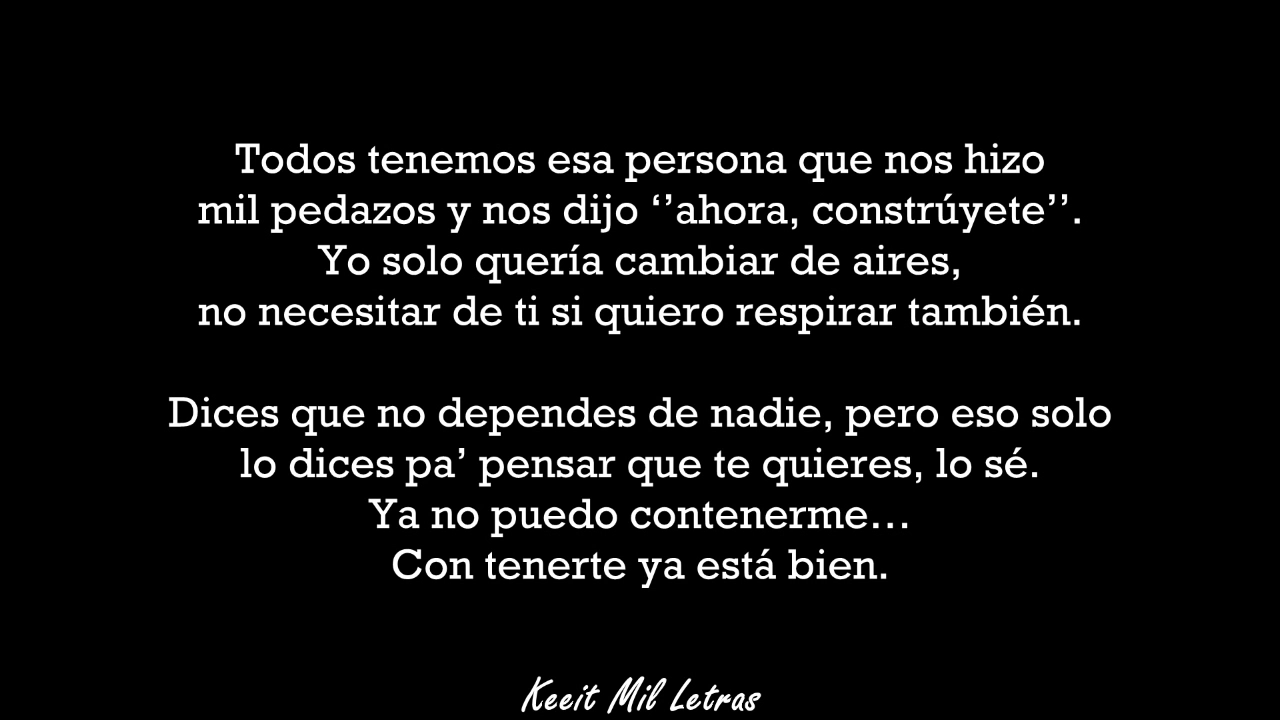 Todos tenemos esa persona que nos hizo
mil pedazos y nos dijo ‘’ahora, constrúyete’’.
Yo solo quería cambiar de aires,
no necesitar de ti si quiero respirar también.
Dices que no dependes de nadie, pero eso solo
lo dices pa’ pensar que te quieres, lo sé.
Ya no puedo contenerme…
Con tenerte ya está bien.
Keeit Mil Letras